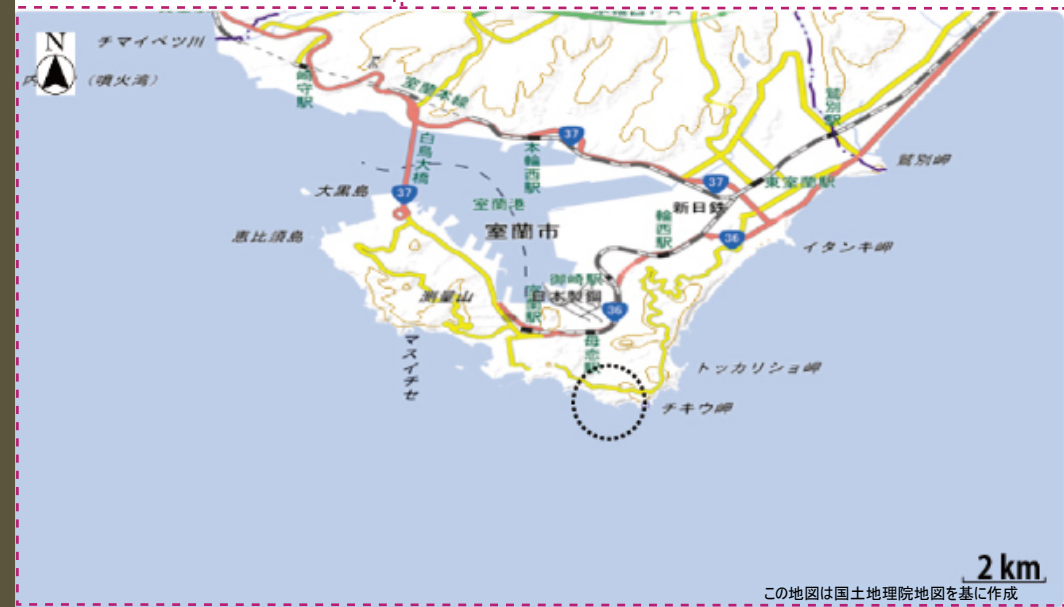 N
チマイベツ川
(噴火湾)
崎守駅
室蘭本線
37
鷲別駅
白鳥大橋
本輪西駅
鷲別岬
37
大黒島
37
東室蘭駅
室蘭港
新日鉄
恵比須島
室蘭市
輪西駅
36
イタンキ岬
御崎駅
測量山
室蘭駅
日本製鋼
36
マスイチセ
母恋駅
トッカリショ岬
チキウ岬
2 km
この地図は国土地理院地図を基に作成